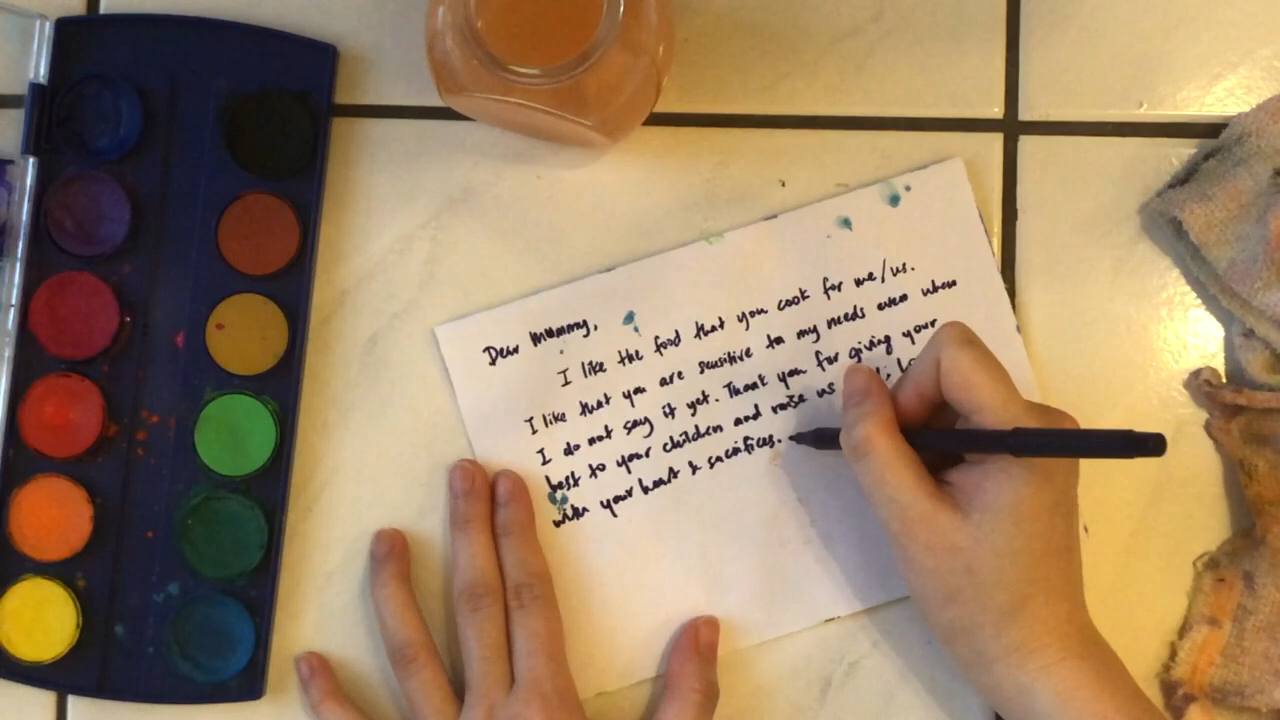 Dear Mummy,
I like the food that you cook for me/us.
I like that you are sensitive to my needs even when
I do not say it yet. Thank you for giving your
best to your children and raise us
with your heart & sacrifices.